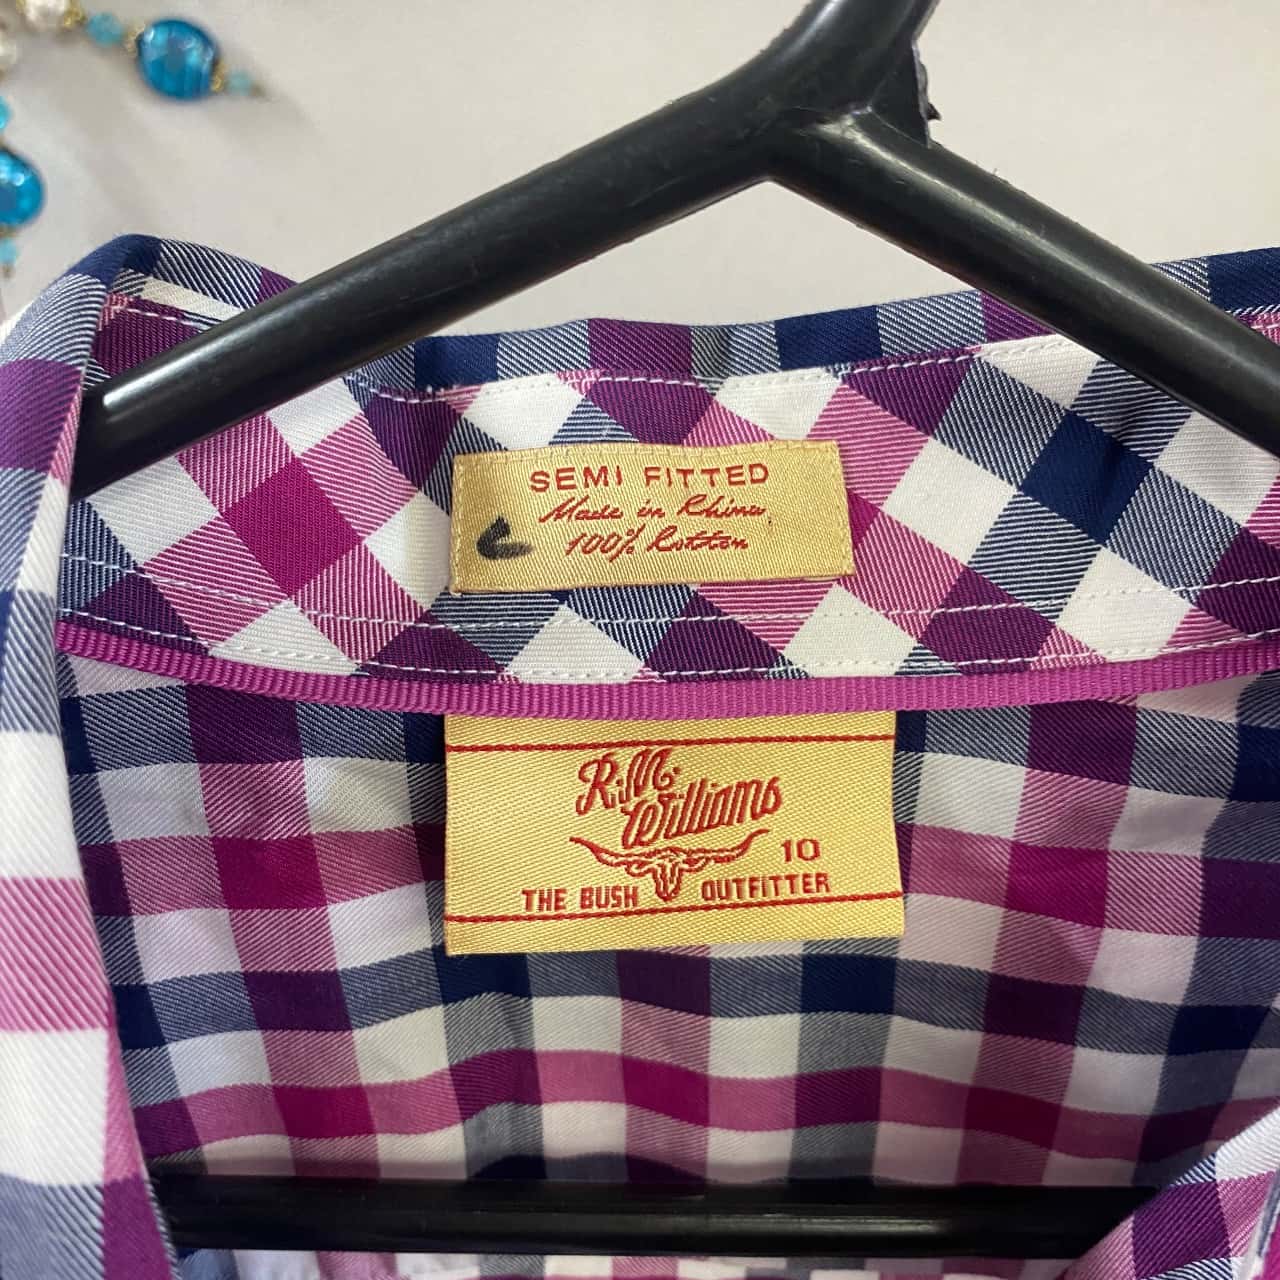 SEMI FITTED
Made in China
100% Cotton
R.M.
Williams
10
THE BUSH OUTFITTER